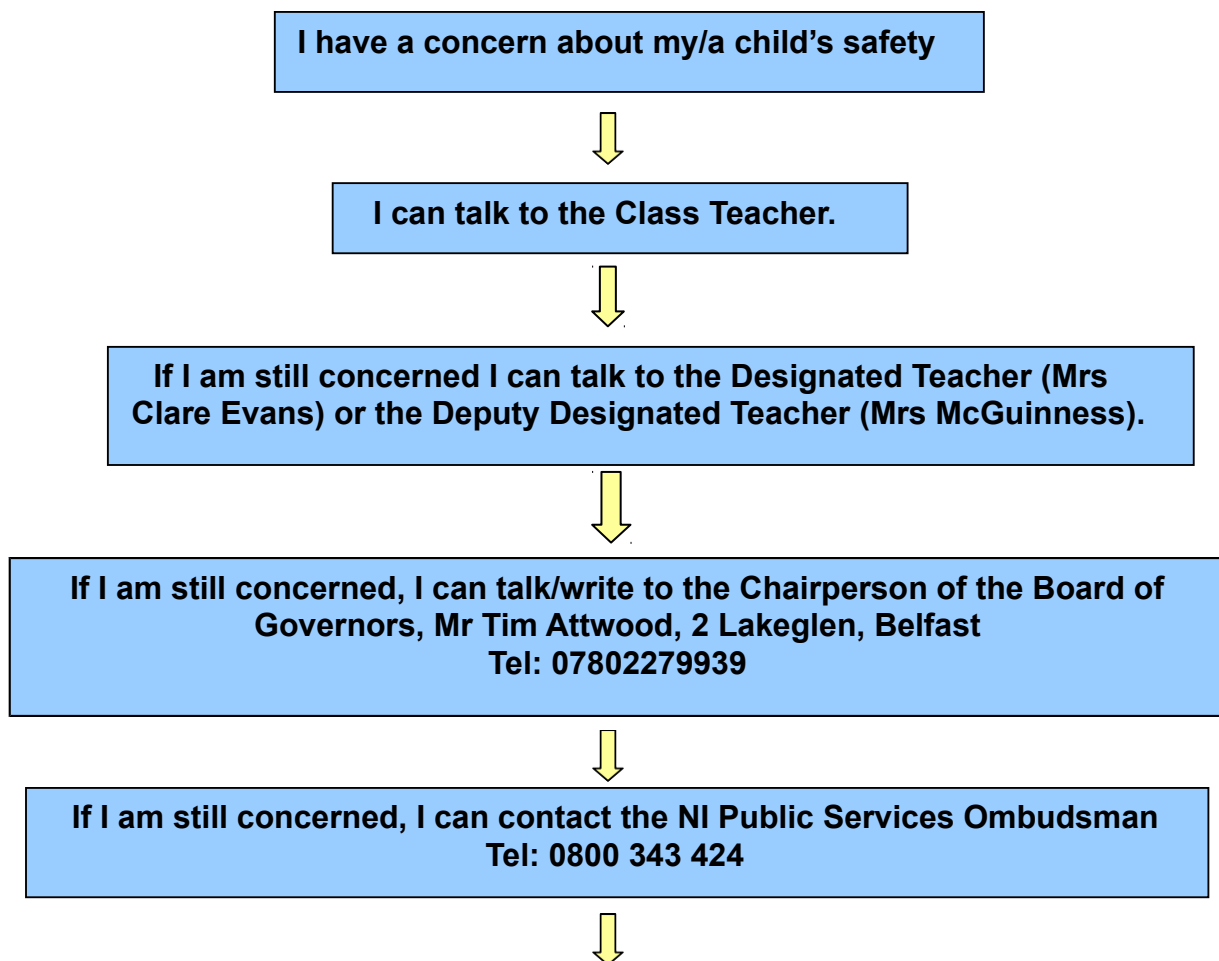 I have a concern about my/a child’s safety
I can talk to the Class Teacher.
If I am still concerned I can talk to the Designated Teacher (Mrs
Clare Evans) or the Deputy Designated Teacher (Mrs McGuinness).
If I am still concerned, I can talk/write to the Chairperson of the Board of
Governors, Mr Tim Attwood, 2 Lakeglen, Belfast
Tel: 07802279939
If I am still concerned, I can contact the NI Public Services Ombudsman
Tel: 0800 343 424